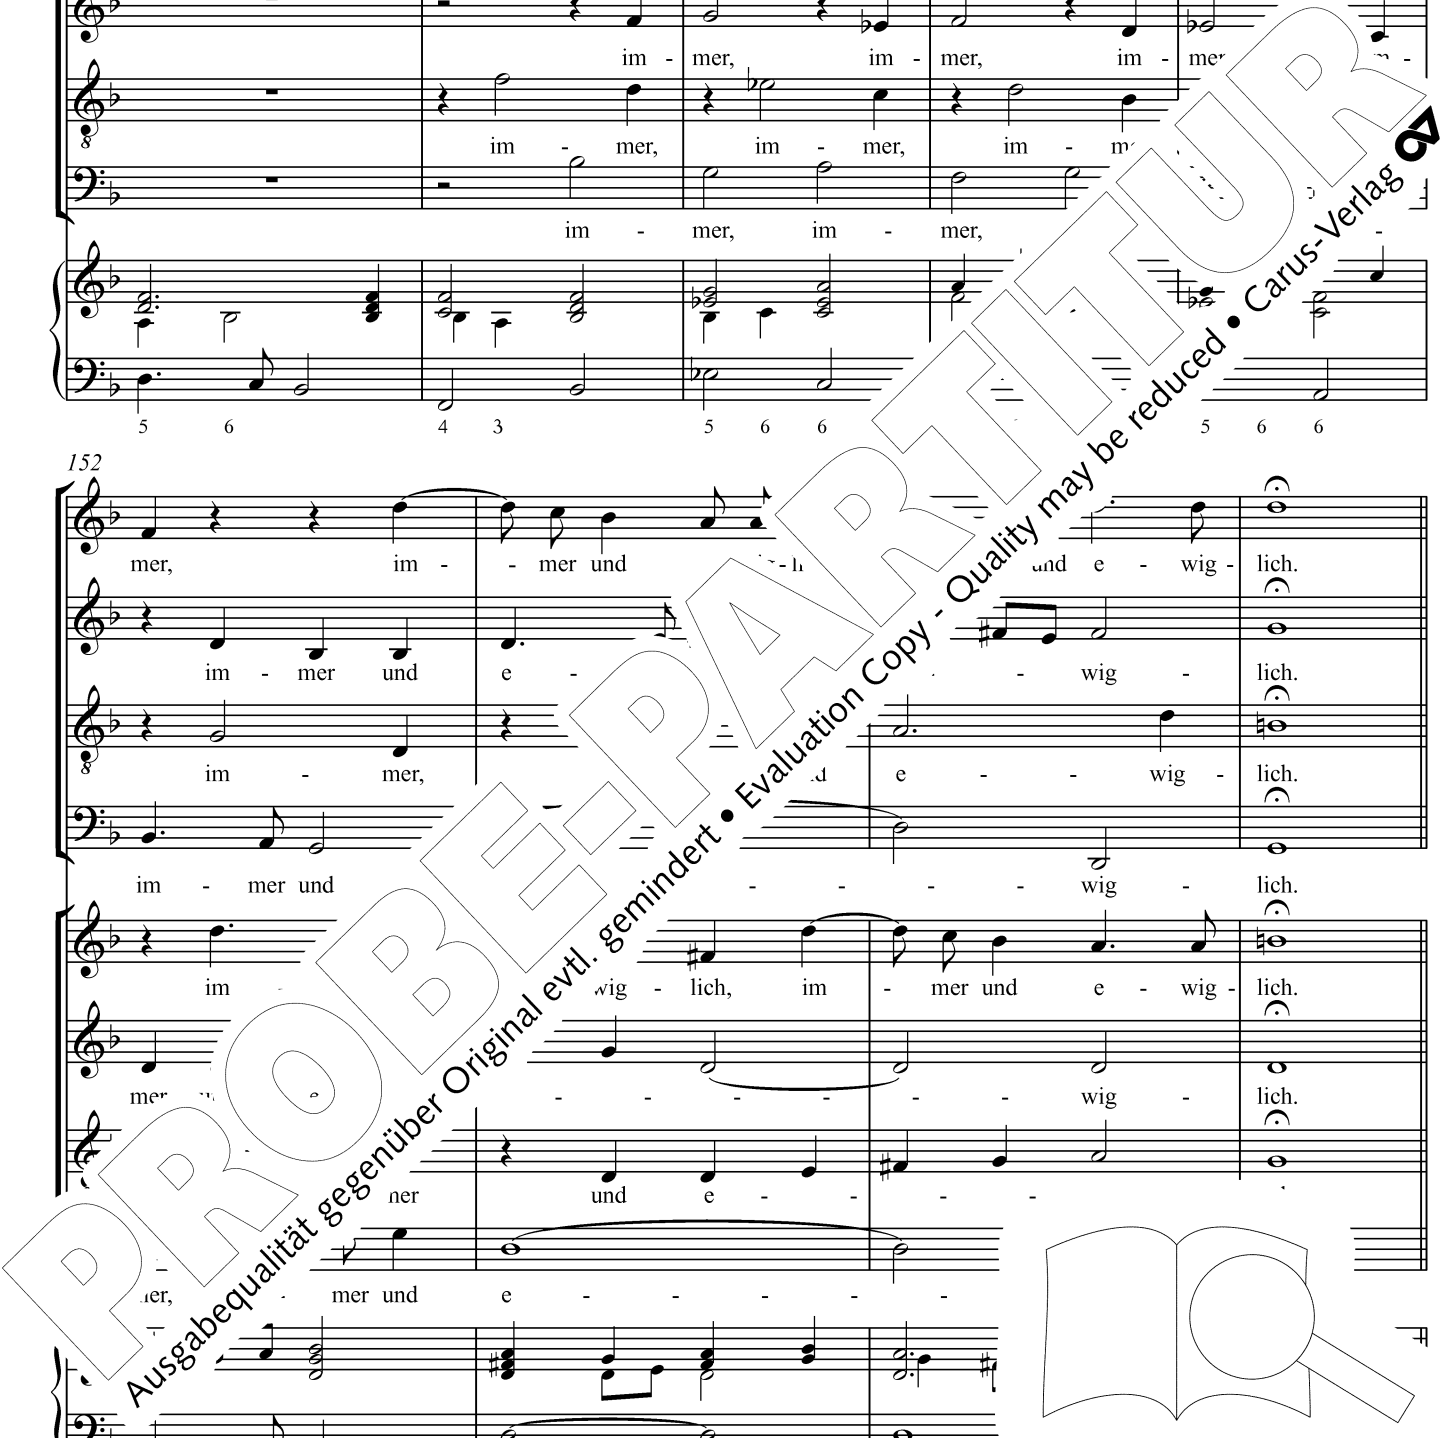 im - mer, im - mer, im - mer,
im - mer, im - mer, im -
im - mer, im - mer,
5 6 4 3 5 6 6 5 6 6
152
mer, im - - mer und e - wig - lich.
im - mer und e - - wig - lich.
im - mer, e - - wig - lich.
im - mer und - - - - wig - lich.
im wig - lich, im - mer und e - wig - lich.
mer - - - - - - wig - lich.
und e - - - -
mer und e - - - - -
PROBE-PARTITUR
Ausgabequalität gegenüber Original evtl. gemindert • Evaluation Copy - Quality may be reduced • Carus-Verlag